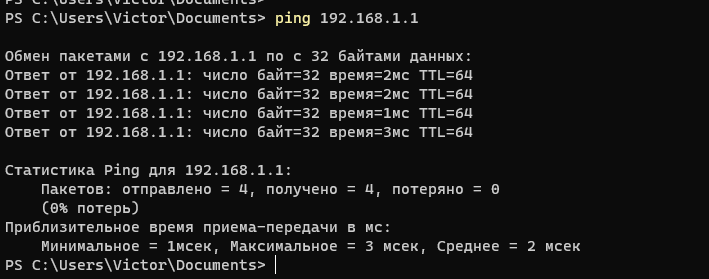 PS C:\Users\Victor\Documents>
PS C:\Users\Victor\Documents> ping 192.168.1.1
Обмен пакетами с 192.168.1.1 по с 32 байтами данных:
Ответ от 192.168.1.1: число байт=32 время=2мс TTL=64
Ответ от 192.168.1.1: число байт=32 время=2мс TTL=64
Ответ от 192.168.1.1: число байт=32 время=1мс TTL=64
Ответ от 192.168.1.1: число байт=32 время=3мс TTL=64
Статистика Ping для 192.168.1.1:
Пакетов: отправлено = 4, получено = 4, потеряно = 0
(0% потерь)
Приблизительное время приема-передачи в мс:
Минимальное = 1мсек, Максимальное = 3 мсек, Среднее = 2 мсек
PS C:\Users\Victor\Documents>